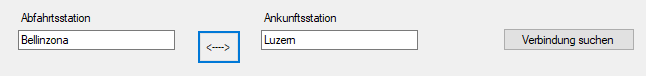 Abfahrtsstation Ankunftsstation
Bellinzona <----> Luzern Verbindung suchen